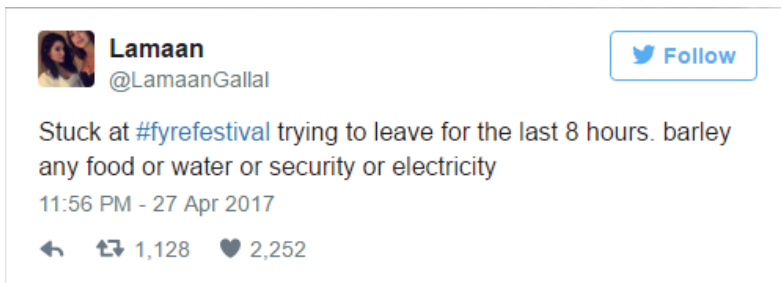 Lamaan
@LamaanGallal
Follow
Stuck at #fyrefestival trying to leave for the last 8 hours. barley
any food or water or security or electricity
11:56 PM - 27 Apr 2017
1,128 2,252